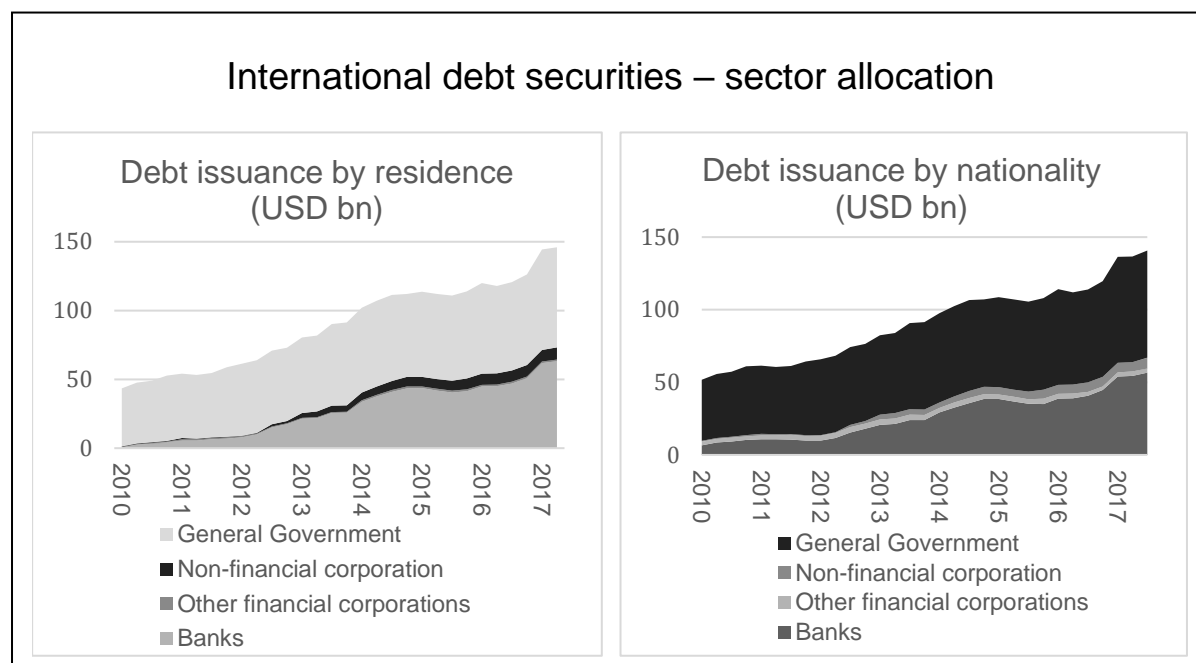 International debt securities – sector allocation
Debt issuance by residence
(USD bn)
150
100
50
0
2010
2011
2012
2013
2014
2015
2016
2017
General Government
Non-financial corporation
Other financial corporations
Banks
Debt issuance by nationality
(USD bn)
150
100
50
0
2010
2011
2012
2013
2014
2015
2016
2017
General Government
Non-financial corporation
Other financial corporations
Banks